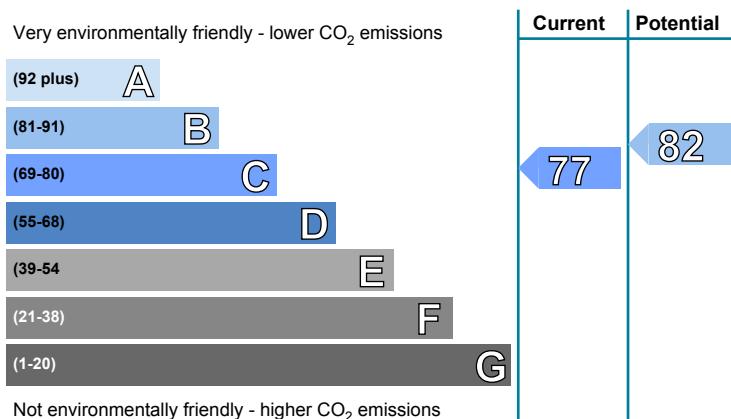 Very environmentally friendly - lower CO2 emissions
Current Potential
(92 plus) A
(81-91) B
(69-80) C
(55-68) D
(39-54 E
(21-38) F
(1-20) G
77
82
Not environmentally friendly - higher CO2 emissions